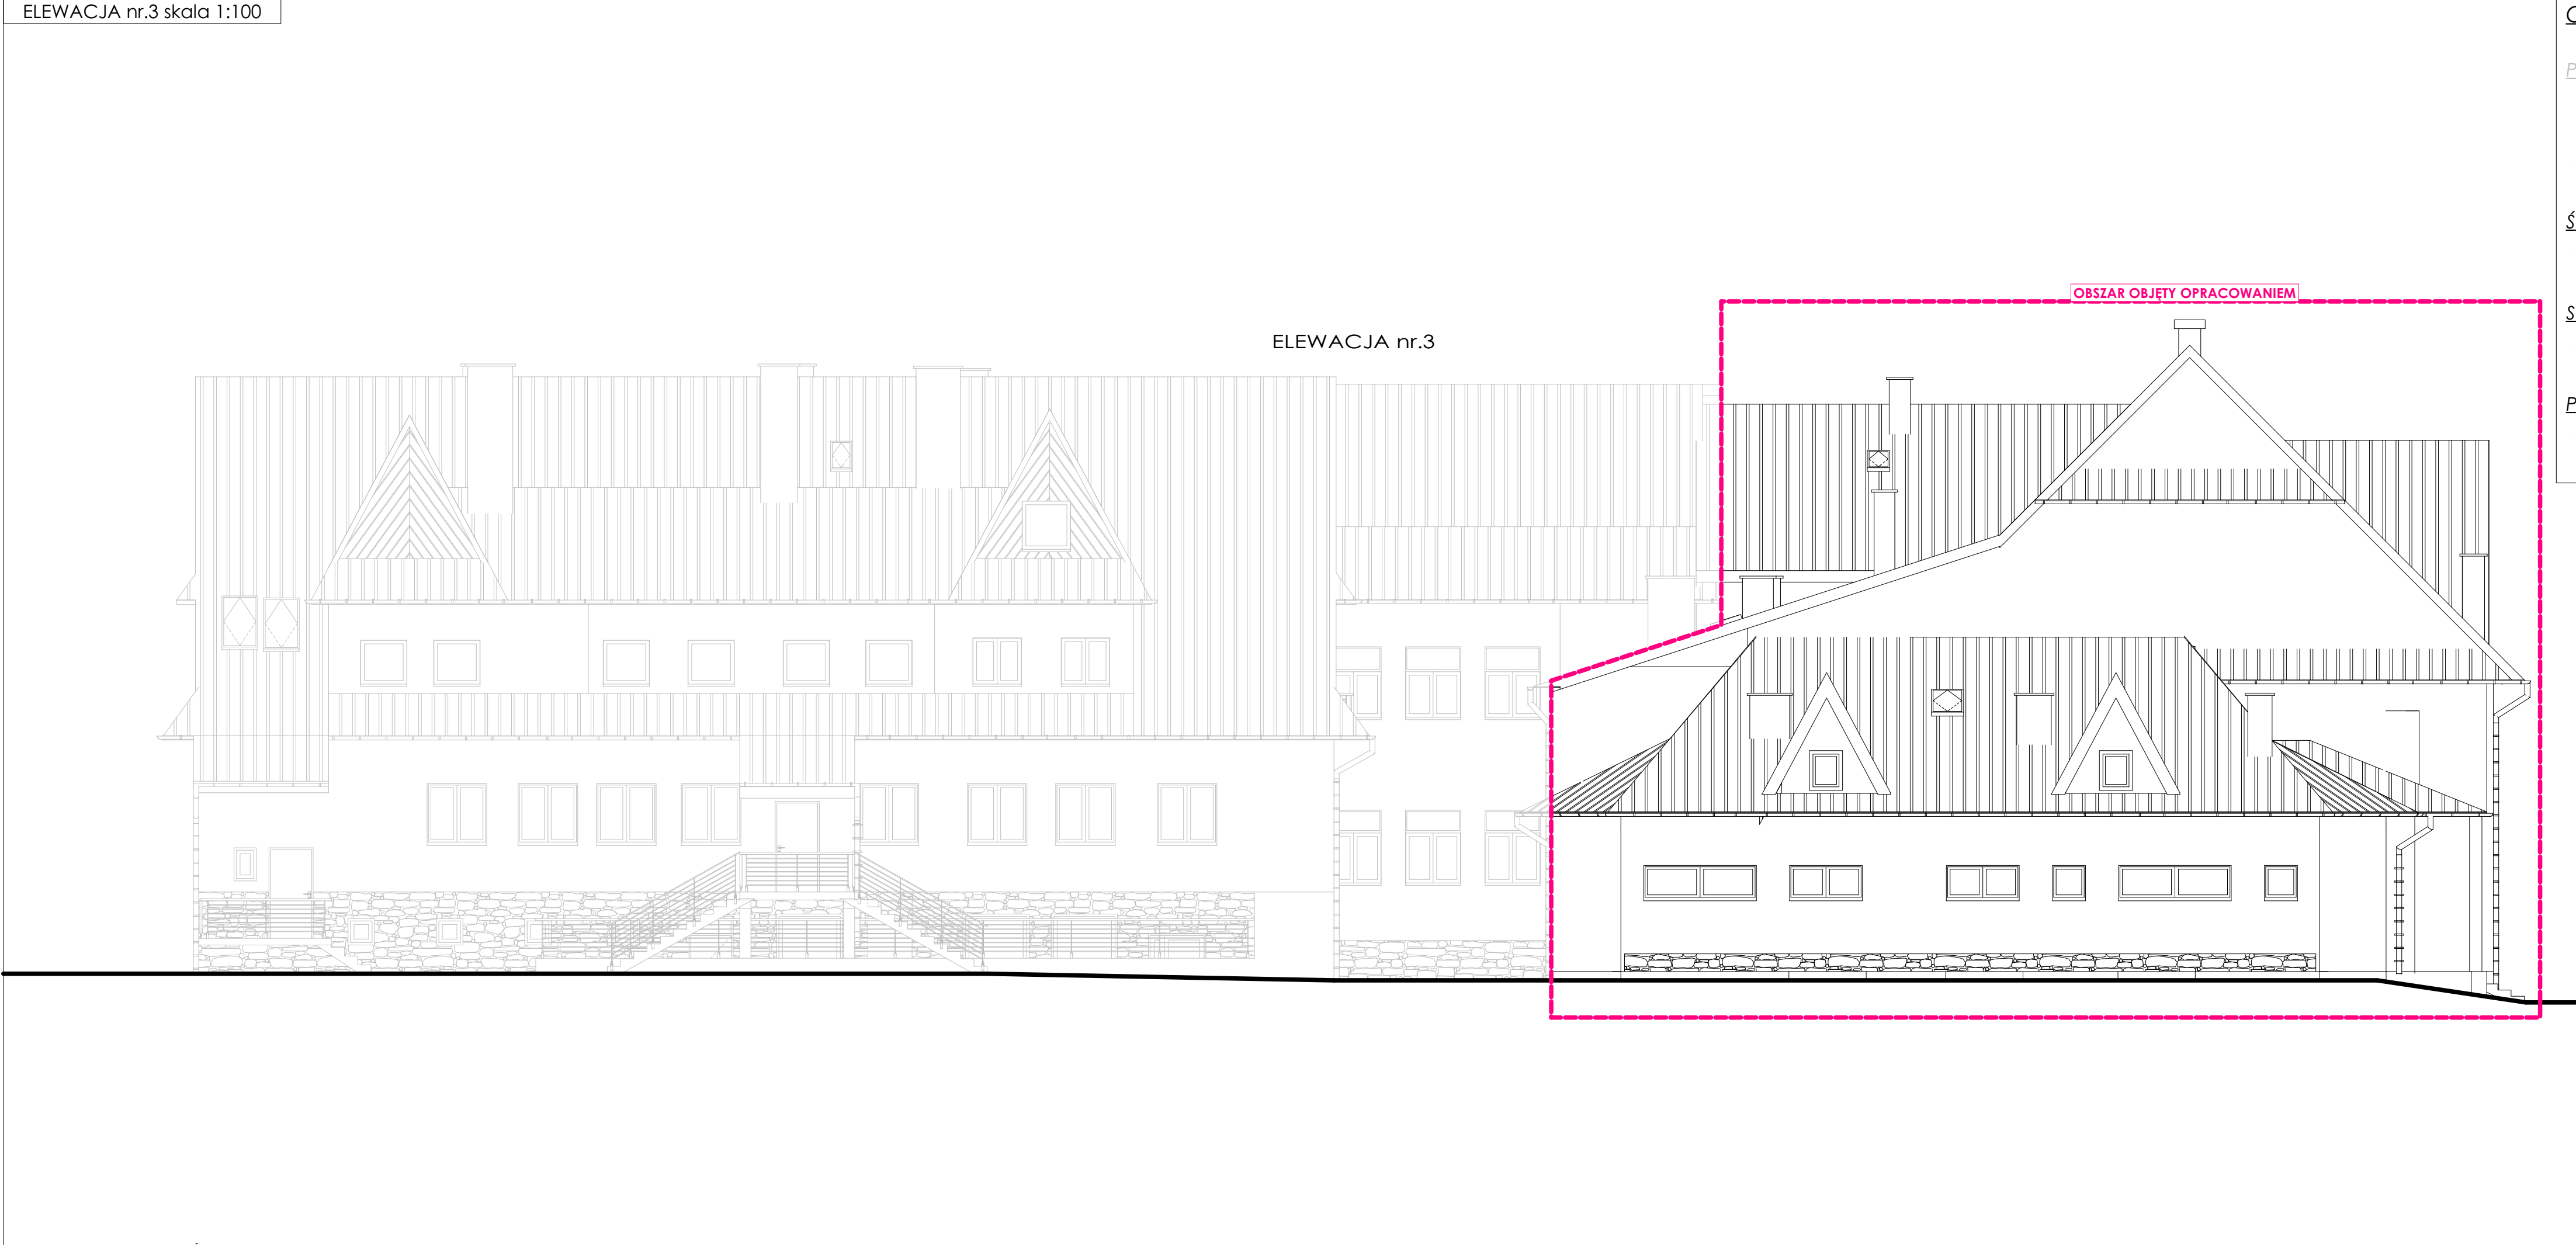 ELEWACJA nr.3 skala 1:100
OBSZAR OBJĘTY OPRACOWANIEM
ELEWACJA nr.3